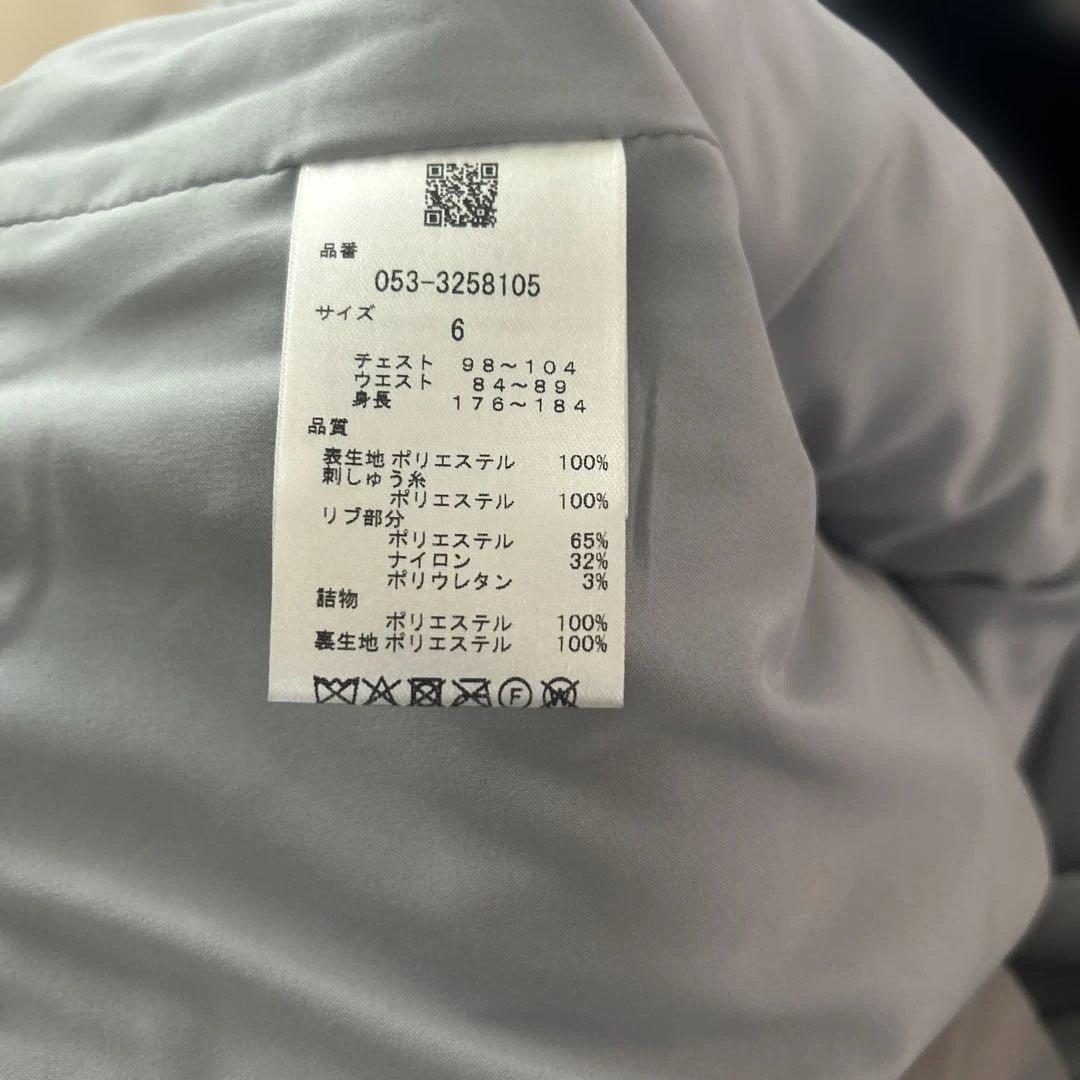 品番
053-3258105
サイズ
6
チェスト 98～104
ウエスト 84～89
身長 176～184
品質
表生地 ポリエステル 100%
刺しゅう糸
ポリエステル 100%
リブ部分
ポリエステル 65%
ナイロン 32%
ポリウレタン 3%
詰物
ポリエステル 100%
裏生地 ポリエステル 100%
F W